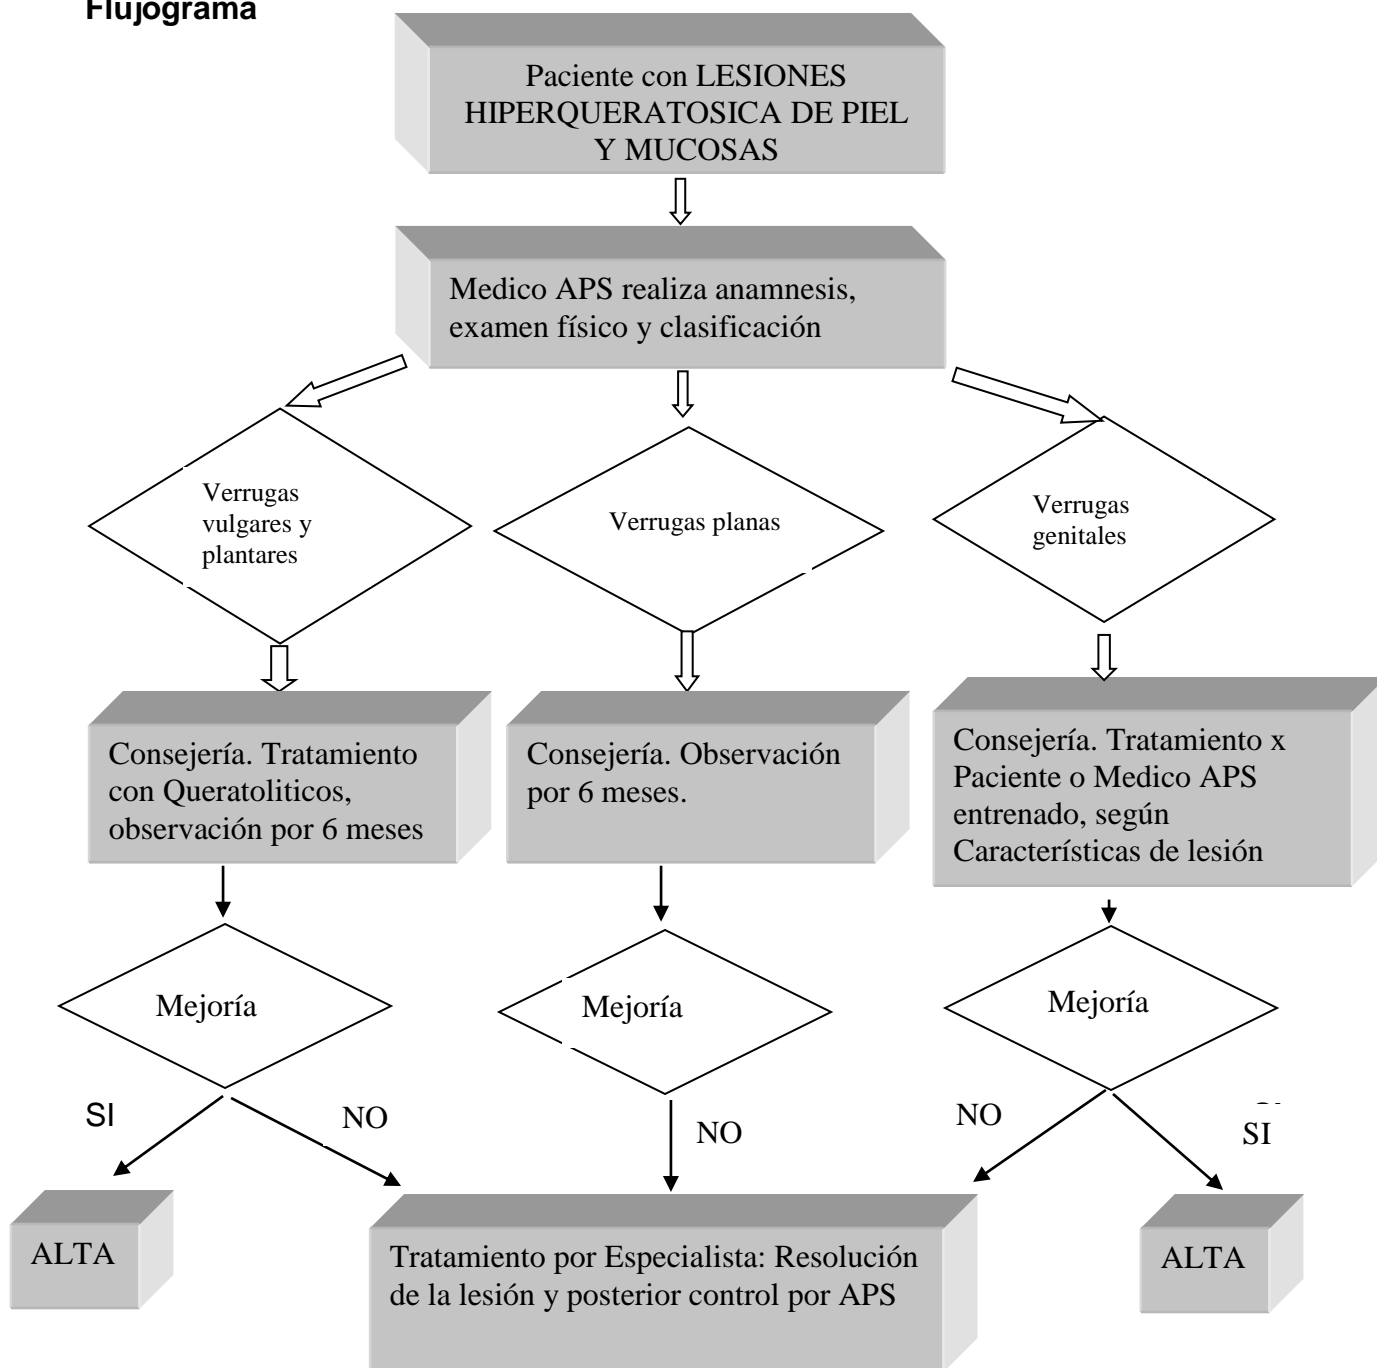 Flujograma
Paciente con LESIONES
HIPERQUERATOSICA DE PIEL
Y MUCOSAS
Medico APS realiza anamnesis,
examen físico y clasificación
Verrugas
vulgares y
plantares
Verrugas planas
Verrugas
genitales
Consejería. Tratamiento
con Queratoliticos,
observación por 6 meses
Consejería. Observación
por 6 meses.
Consejería. Tratamiento x
Paciente o Medico APS
entrenado, según
Características de lesión
Mejoría
Mejoría
Mejoría
SI
NO
NO
NO
SI
ALTA
Tratamiento por Especialista: Resolución
de la lesión y posterior control por APS
ALTA